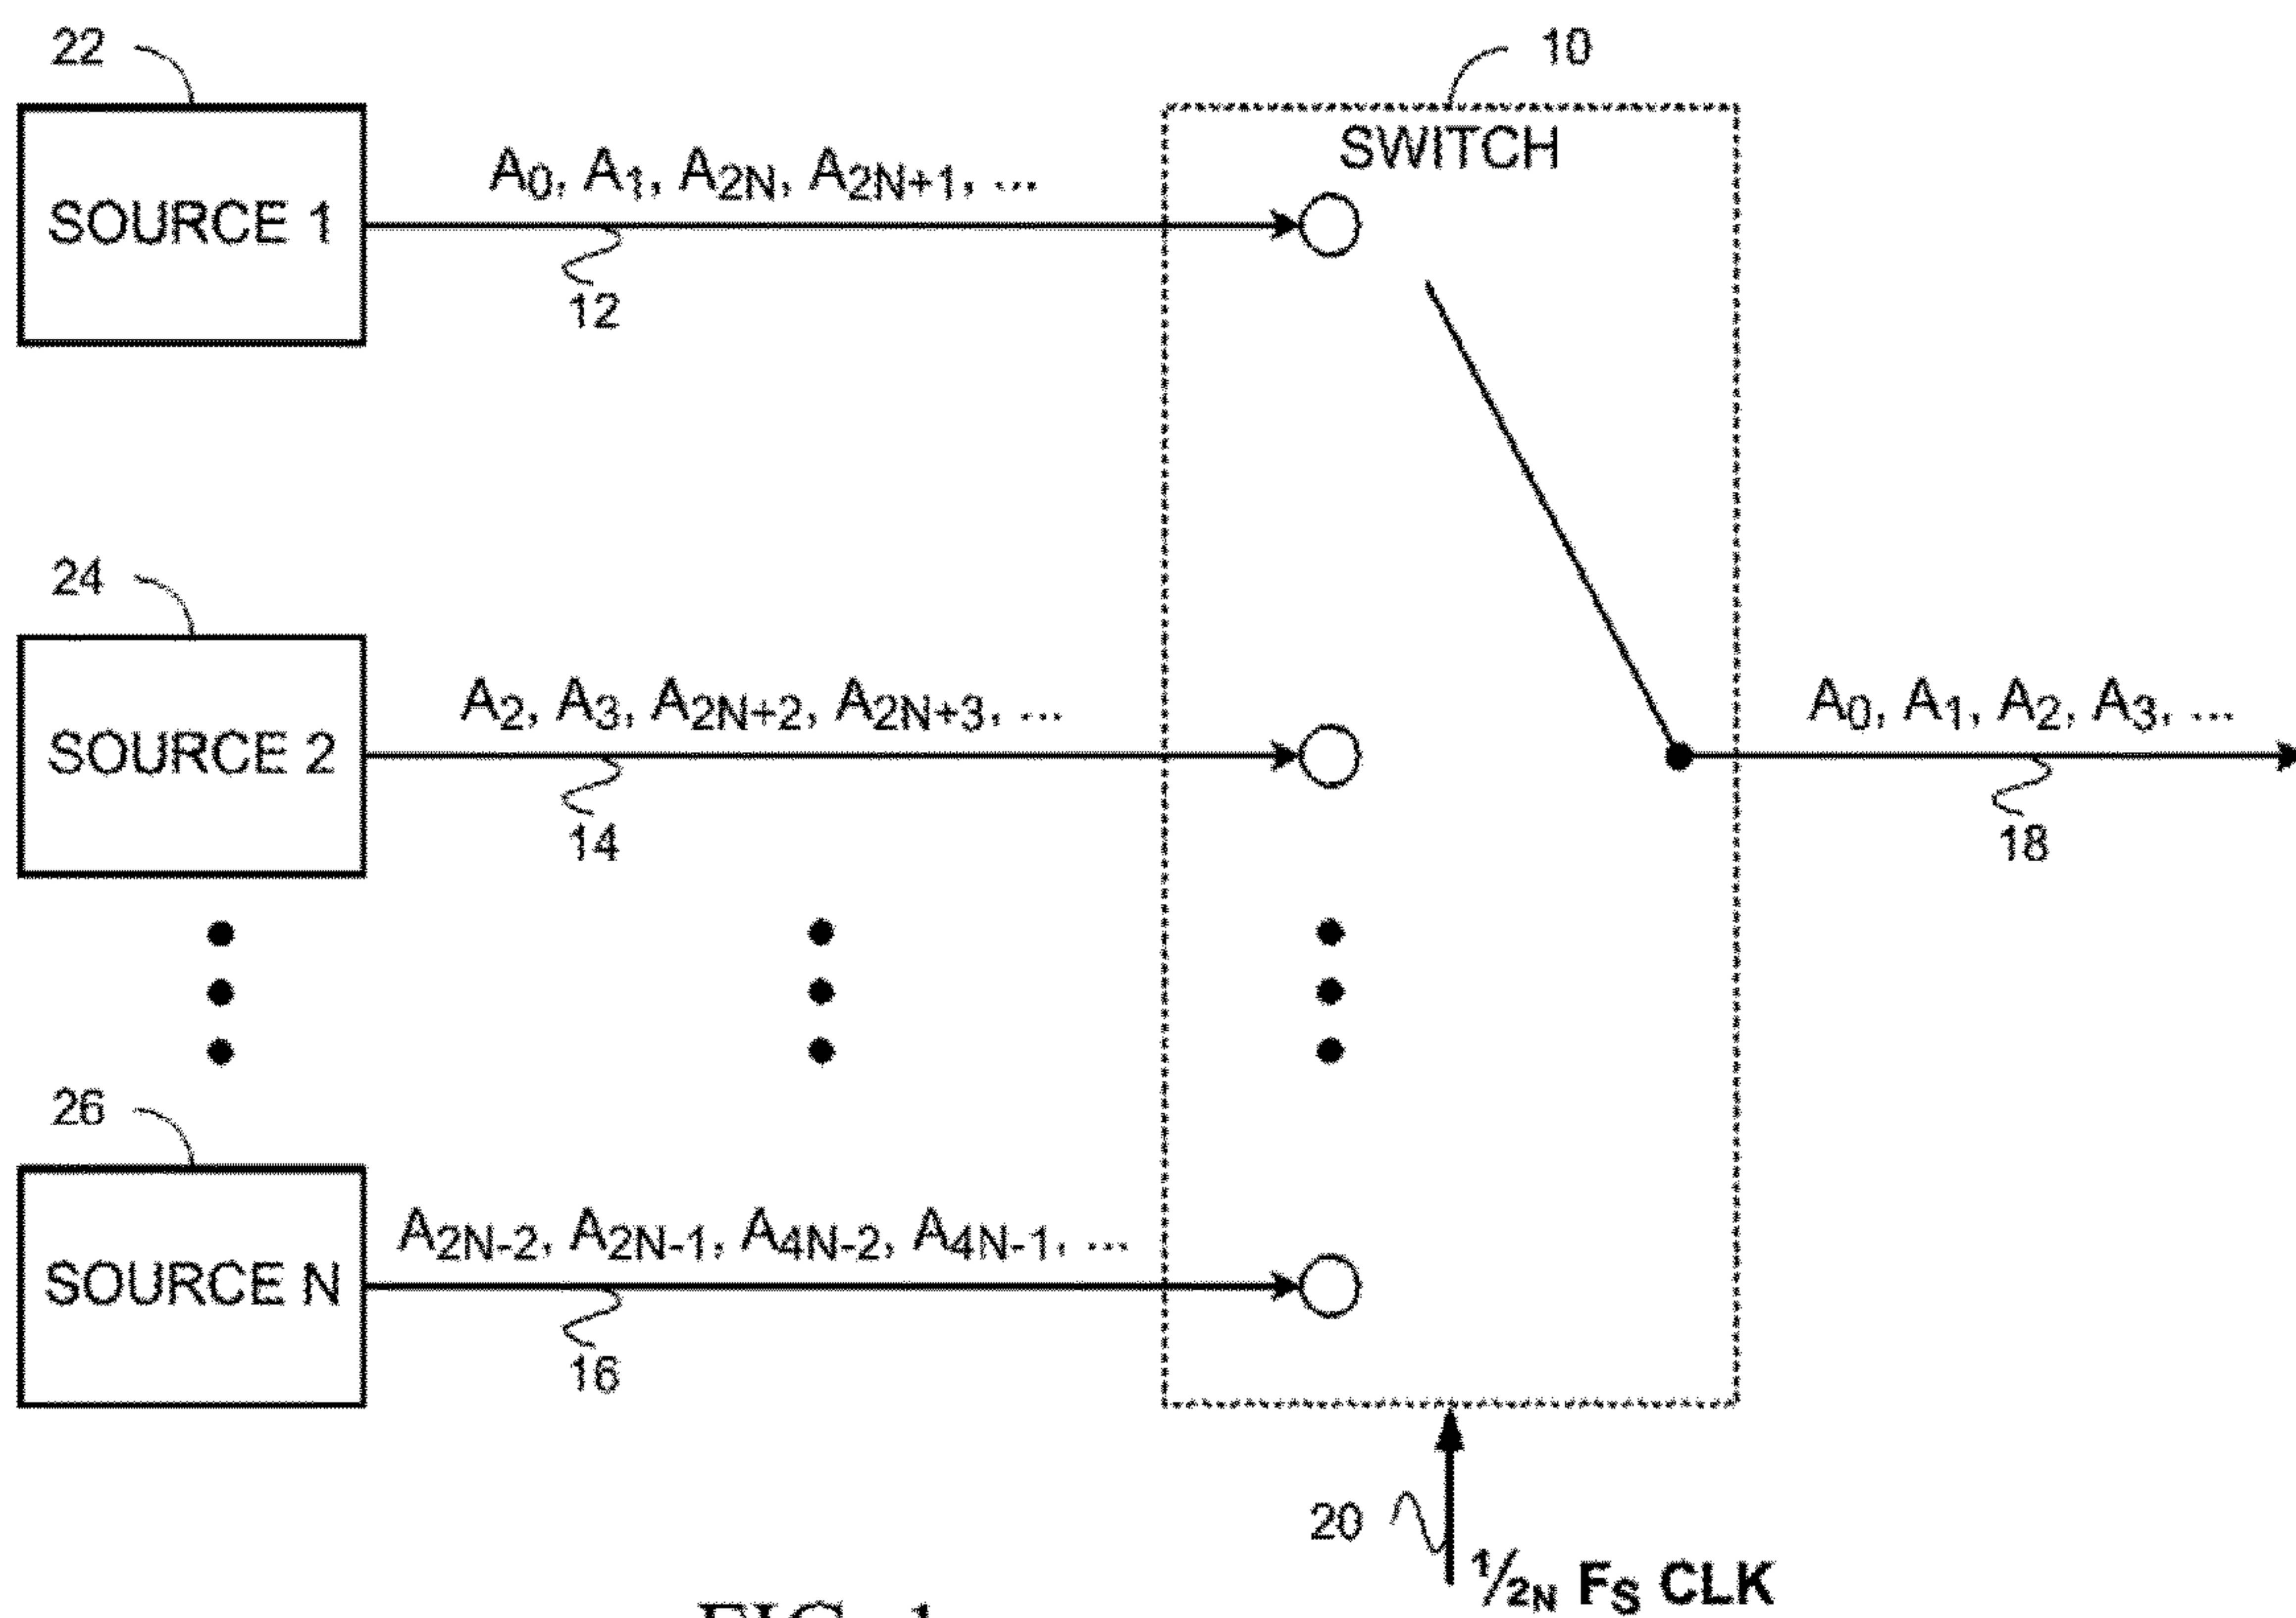 22
10
SWITCH
SOURCE 1
A0, A1, A2N, A2N+1, ...
12
24
SOURCE 2
A2, A3, A2N+2, A2N+3, ...
14
A0, A1, A2, A3, ...
18
26
SOURCE N
A2N-2, A2N-1, A4N-2, A4N-1, ...
16
20
½N FS CLK
FIG. 1